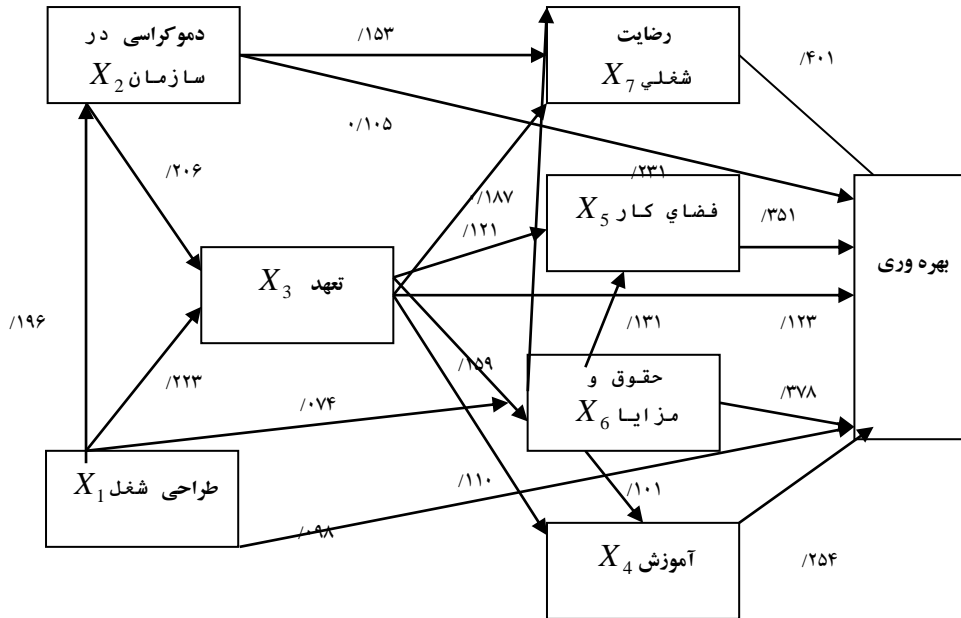 دموکراسی در
سازمان X2
/۱۵۳
رضایت
شغلي X7
/۴۰۱
۰/۱۰۵
/۲۰۶
/۲۳۱
۰/۱۸۷
فضاي کار X5
/۳۵۱
/۱۲۱
بهره وری
تعهد X3
/۱۹۶
/۱۳۱
/۱۲۳
/۱۵۹
/۲۲۳
حقوق و
مزایا X6
/۳۷۸
/۰۷۴
طراحی شغل X1
/۱۱۰
/۱۰۱
/۰۹۸
آموزش X4
/۲۵۴